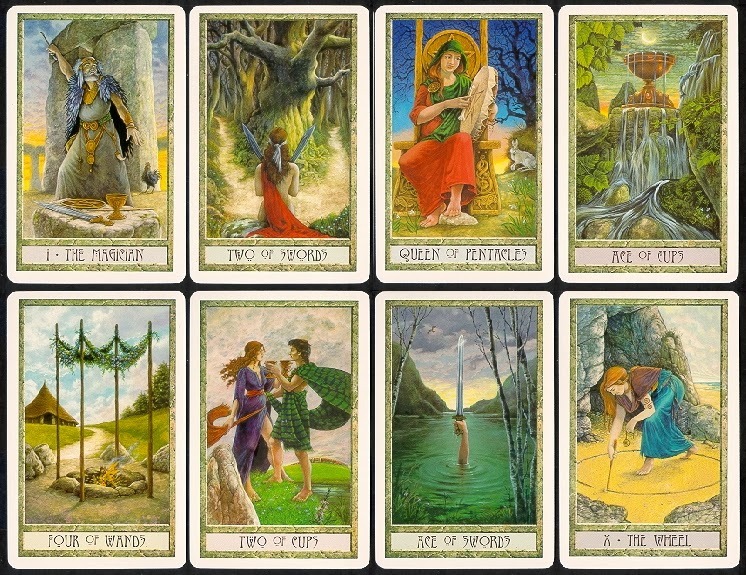 I • THE MAGICIAN
TWO OF SWORDS
QUEEN OF PENTACLES
ACE OF CUPS
FOUR OF WANDS
TWO OF CUPS
ACE OF SWORDS
X • THE WHEEL